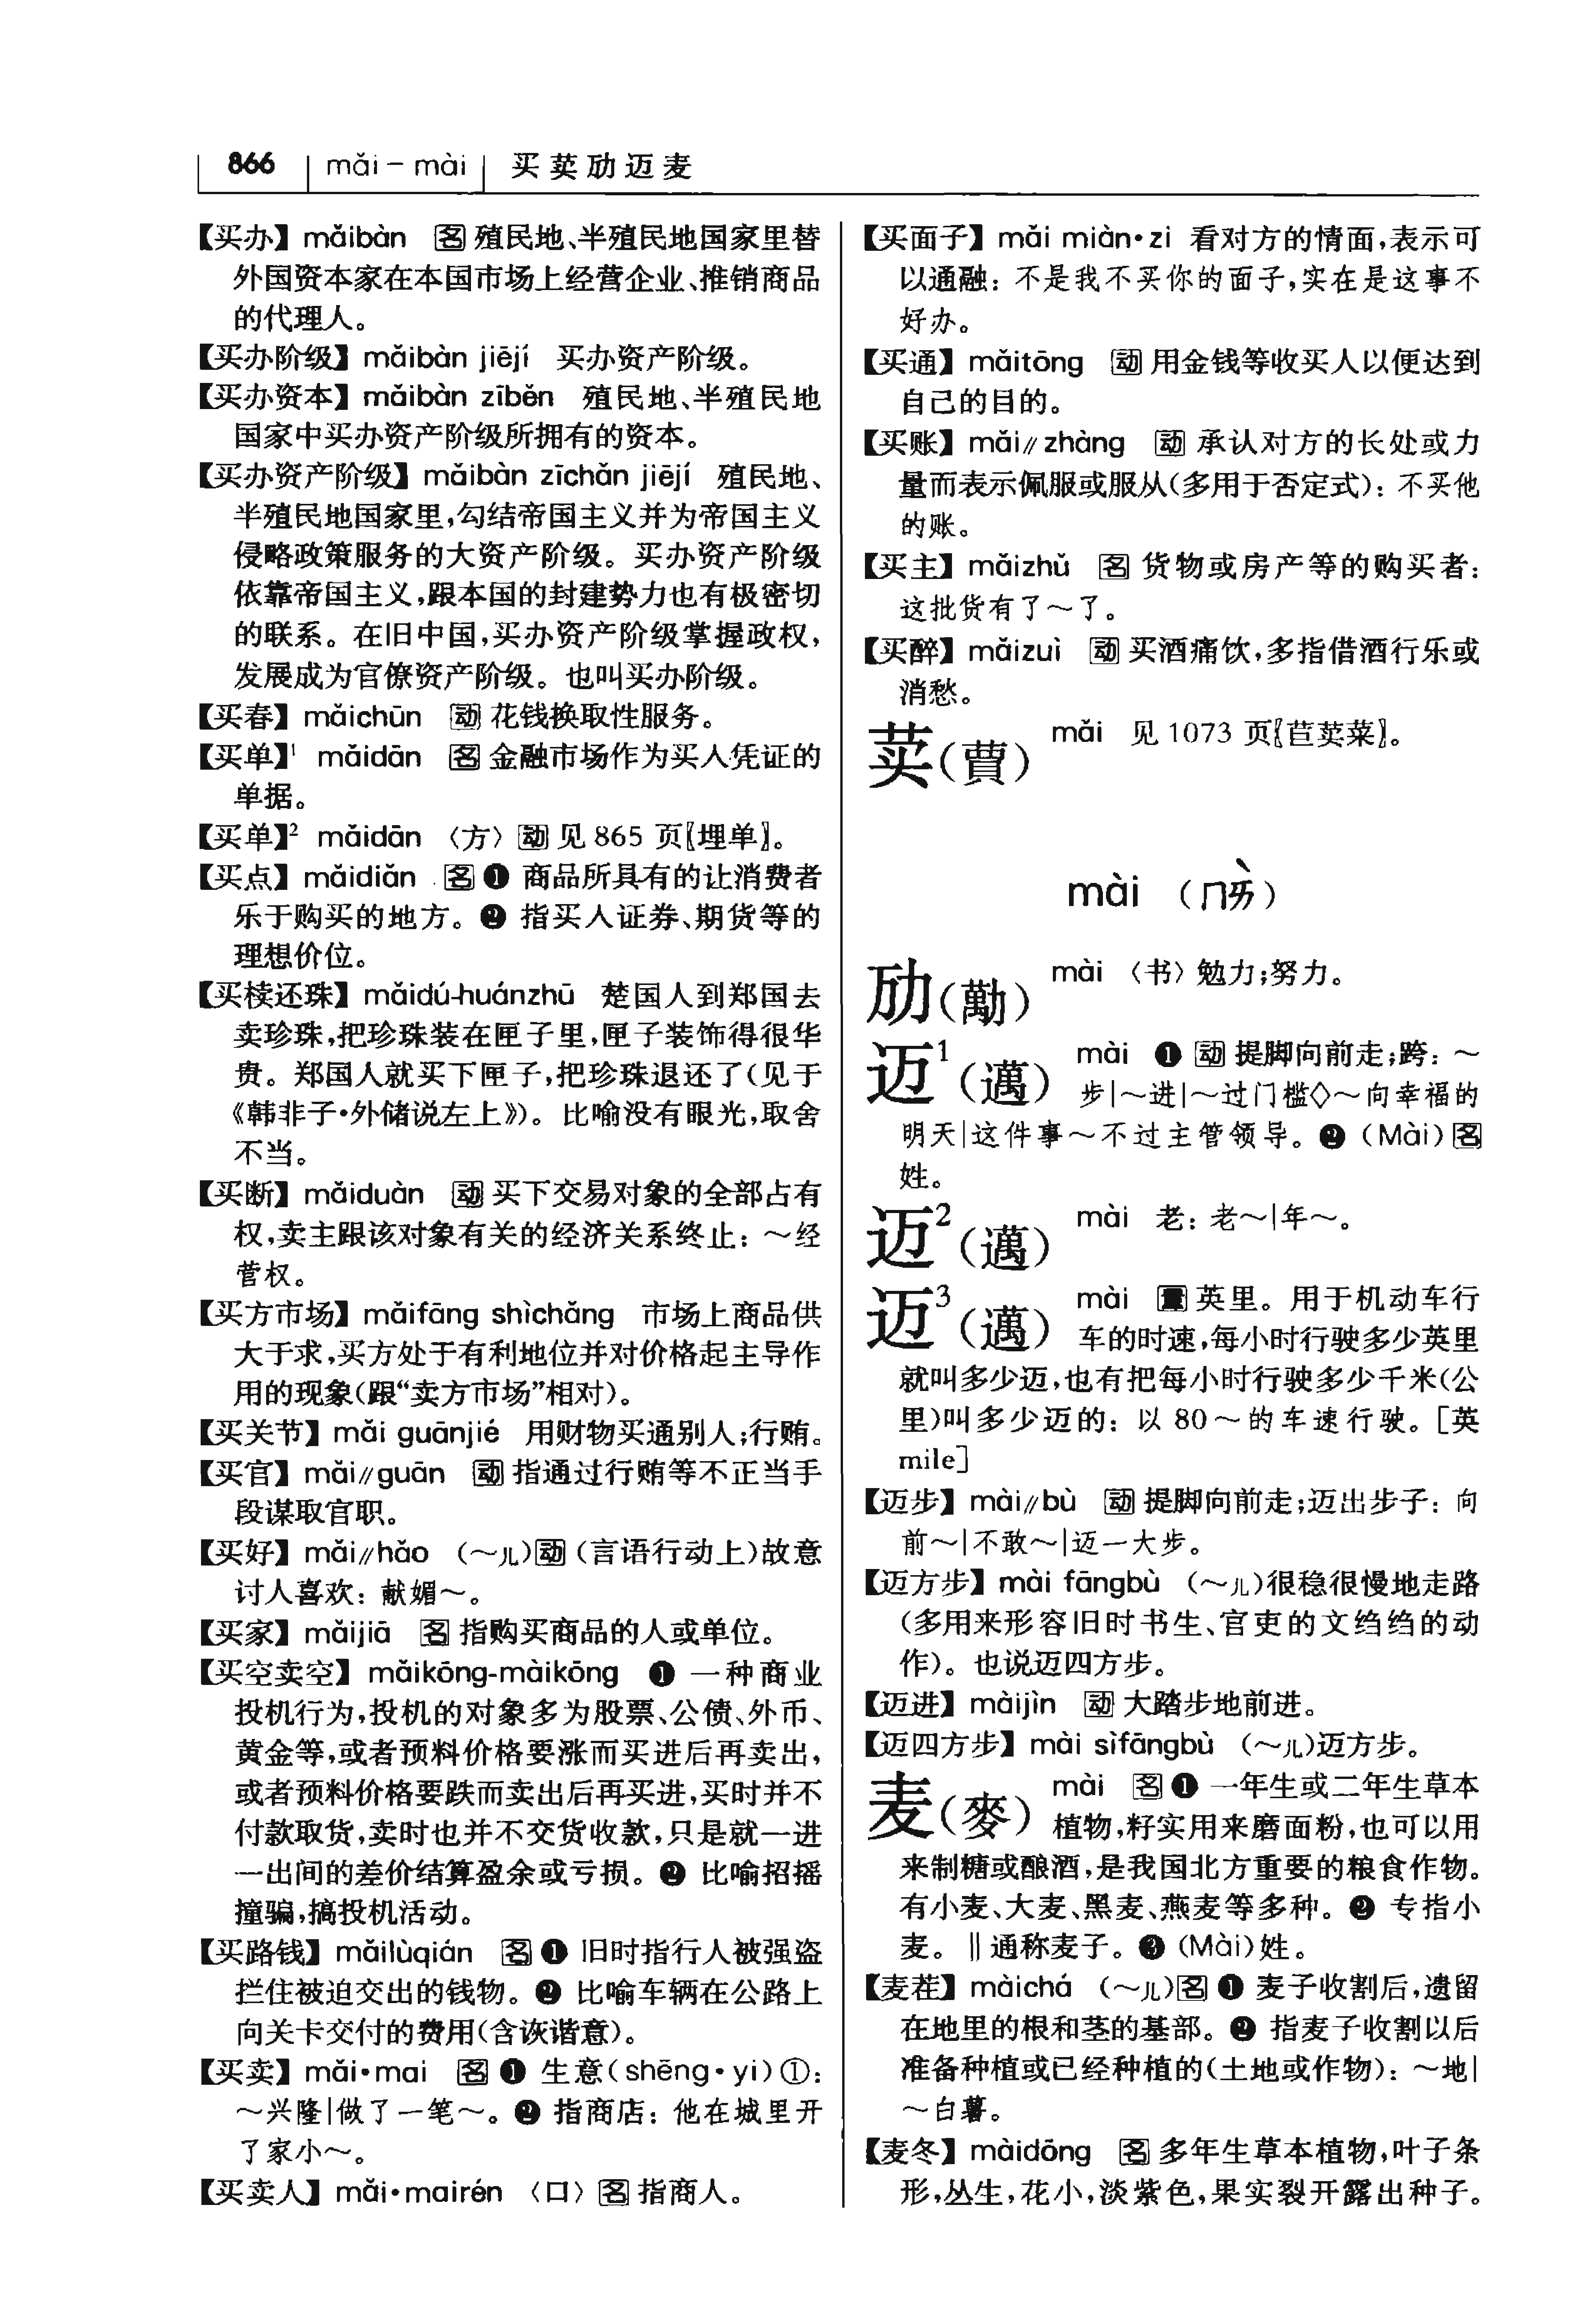 866 mǎi－mài 买荬劢迈麦
【买办】 mǎibàn 名 殖民地、半殖民地国家里替
外国资本家在本国市场上经营企业、推销商品
的代理人。
【买办阶级】 mǎibàn jiējí 买办资产阶级。
【买办资本】 mǎibàn zīběn 殖民地、半殖民地
国家中买办资产阶级所拥有的资本。
【买办资产阶级】 mǎibàn zīchǎn jiējí 殖民地、
半殖民地国家里，勾结帝国主义并为帝国主义
侵略政策服务的大资产阶级。买办资产阶级
依靠帝国主义，跟本国的封建势力也有极密切
的联系。在旧中国，买办资产阶级掌握政权，
发展成为官僚资产阶级。也叫买办阶级。
【买春】 mǎichūn 动 花钱换取性服务。
【买单】¹ mǎidān 名 金融市场作为买入凭证的
单据。
【买单】² mǎidān 〈方〉 动 见 865 页〖埋单〗。
【买点】 mǎidiǎn 名 ❶ 商品所具有的让消费者
乐于购买的地方。❷ 指买入证券、期货等的
理想价位。
【买椟还珠】 mǎidú-huánzhū 楚国人到郑国去
卖珍珠，把珍珠装在匣子里，匣子装饰得很华
贵。郑国人就买下匣子，把珍珠退还了（见于
《韩非子·外储说左上》）。比喻没有眼光，取舍
不当。
【买断】 mǎiduàn 动 买下交易对象的全部占有
权，卖主跟该对象有关的经济关系终止：～经
营权。
【买方市场】 mǎifāng shìchǎng 市场上商品供
大于求，买方处于有利地位并对价格起主导作
用的现象（跟“卖方市场”相对）。
【买关节】 mǎi guānjié 用财物买通别人；行贿。
【买官】 mǎi//guān 动 指通过行贿等不正当手
段谋取官职。
【买好】 mǎi//hǎo （～儿）动（言语行动上）故意
讨人喜欢：献媚～。
【买家】 mǎijiā 名 指购买商品的人或单位。
【买空卖空】 mǎikōng-màikōng ❶ 一种商业
投机行为，投机的对象多为股票、公债、外币、
黄金等，或者预料价格要涨而买进后再卖出，
或者预料价格要跌而卖出后再买进，买时并不
付款取货，卖时也并不交货收款，只是就一进
一出间的差价结算盈余或亏损。❷ 比喻招摇
撞骗，搞投机活动。
【买路钱】 mǎilùqián 名 ❶ 旧时指行人被强盗
拦住被迫交出的钱物。❷ 比喻车辆在公路上
向关卡交付的费用（含诙谐意）。
【买卖】 mǎi·mai 名 ❶ 生意（shēng·yi）①：
～兴隆|做了一笔～。❷ 指商店：他在城里开
了家小～。
【买卖人】 mǎi·mairén 〈口〉 名 指商人。
【买面子】 mǎi miàn·zi 看对方的情面，表示可
以通融：不是我不买你的面子，实在是这事不
好办。
【买通】 mǎitōng 动 用金钱等收买人以便达到
自己的目的。
【买账】 mǎi//zhàng 动 承认对方的长处或力
量而表示佩服或服从（多用于否定式）：不买他
的账。
【买主】 mǎizhǔ 名 货物或房产等的购买者：
这批货有了～了。
【买醉】 mǎizuì 动 买酒痛饮，多指借酒行乐或
消愁。
荬（蕒） mǎi 见 1073 页〖苣荬菜〗。
mài （ㄇㄞˋ）
劢（勱） mài 〈书〉 勉力；努力。
迈¹（邁） mài ❶ 动 提脚向前走；跨：～
步|～进|～过门槛◇～向幸福的
明天|这件事～不过主管领导。❷（Mài）名
姓。
迈²（邁） mài 老：老～|年～。
迈³（邁） mài 量 英里。用于机动车行
车的时速，每小时行驶多少英里
就叫多少迈，也有把每小时行驶多少千米（公
里）叫多少迈的：以 80～的车速行驶。［英
mile］
【迈步】 mài//bù 动 提脚向前走；迈出步子：向
前～|不敢～|迈一大步。
【迈方步】 mài fāngbù （～儿）很稳很慢地走路
（多用来形容旧时书生、官吏的文绉绉的动
作）。也说迈四方步。
【迈进】 màijìn 动 大踏步地前进。
【迈四方步】 mài sìfāngbù （～儿）迈方步。
麦（麥） mài 名 ❶ 一年生或二年生草本
植物，籽实用来磨面粉，也可以用
来制糖或酿酒，是我国北方重要的粮食作物。
有小麦、大麦、黑麦、燕麦等多种。❷ 专指小
麦。‖通称麦子。❸（Mài）姓。
【麦茬】 màichá （～儿）名 ❶ 麦子收割后，遗留
在地里的根和茎的基部。❷ 指麦子收割以后
准备种植或已经种植的（土地或作物）：～地|
～白薯。
【麦冬】 màidōng 名 多年生草本植物，叶子条
形，丛生，花小，淡紫色，果实裂开露出种子。